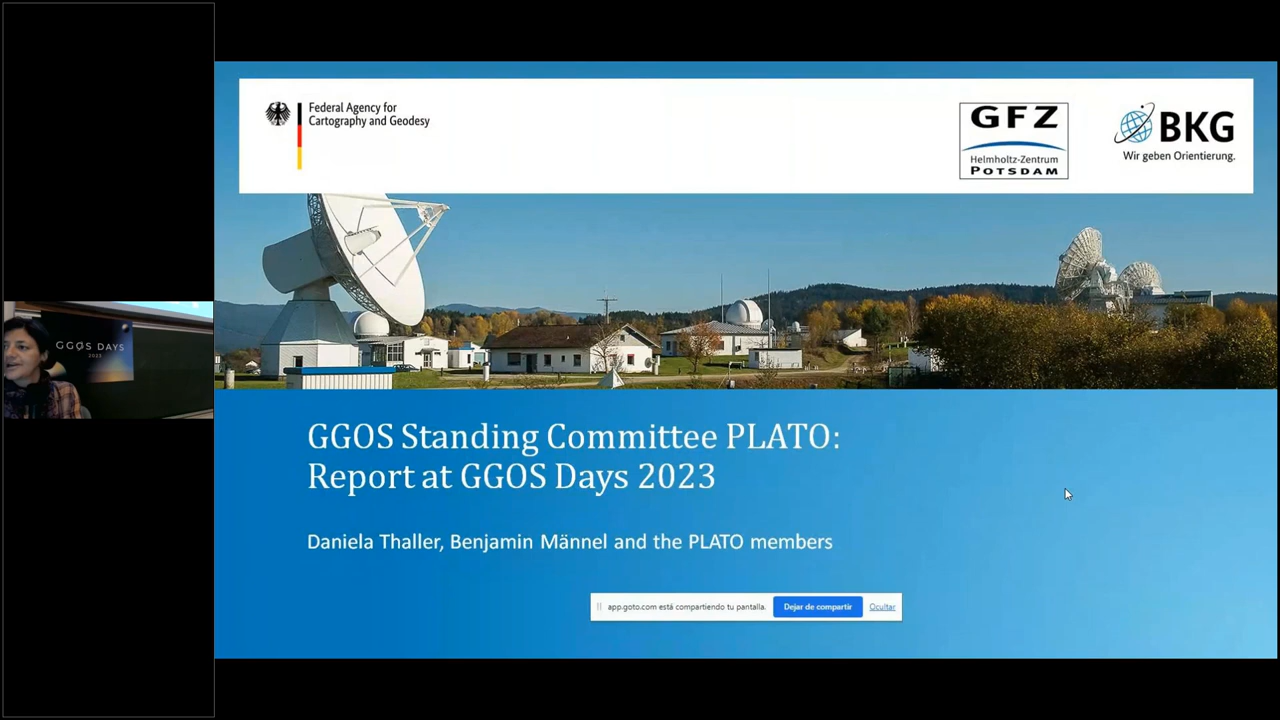 Federal Agency for
Cartography and Geodesy
GFZ
Helmholtz-Zentrum
POTSDAM
BKG
Wir geben Orientierung.
GGOS DAYS
2023
GGOS Standing Committee PLATO:
Report at GGOS Days 2023
Daniela Thaller, Benjamin Männel and the PLATO members
app.goto.com está compartiendo tu pantalla.
Dejar de compartir
Ocultar